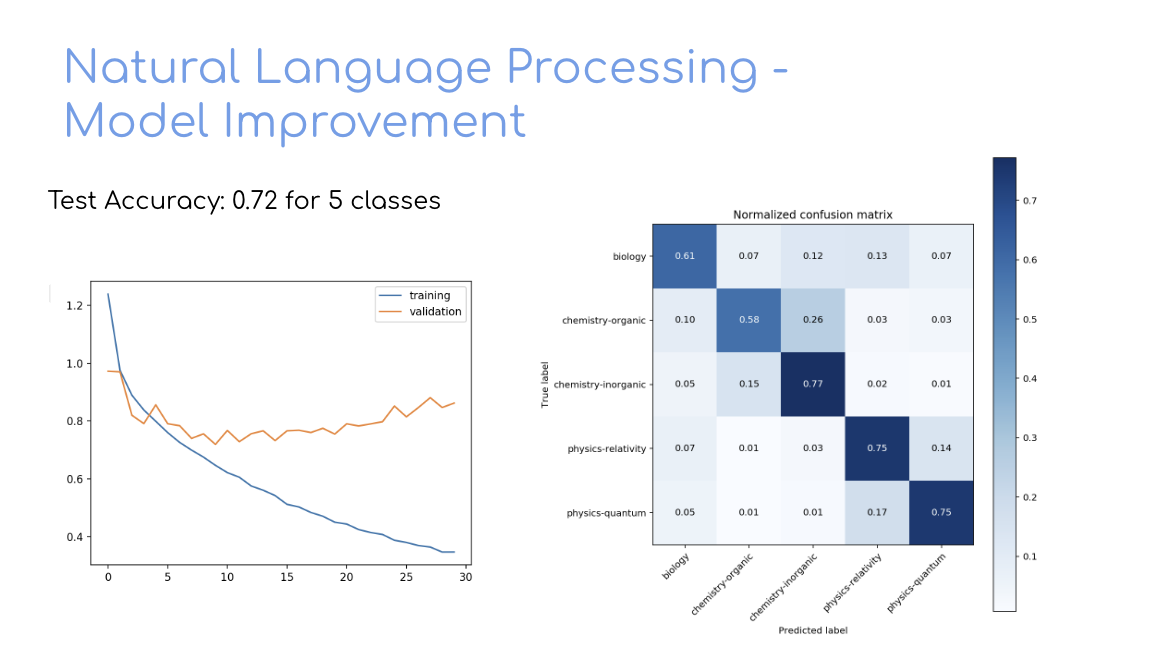 Natural Language Processing -
Model Improvement
Test Accuracy: 0.72 for 5 classes
training
validation
1.2
1.0
0.8
0.6
0.4
0 5 10 15 20 25 30
Normalized confusion matrix
True label
biology 0.61 0.07 0.12 0.13 0.07
chemistry-organic 0.10 0.58 0.26 0.03 0.03
chemistry-inorganic 0.05 0.15 0.77 0.02 0.01
physics-relativity 0.07 0.01 0.03 0.75 0.14
physics-quantum 0.05 0.01 0.01 0.17 0.75
biology
chemistry-organic
chemistry-inorganic
physics-relativity
physics-quantum
Predicted label
0.7
0.6
0.5
0.4
0.3
0.2
0.1